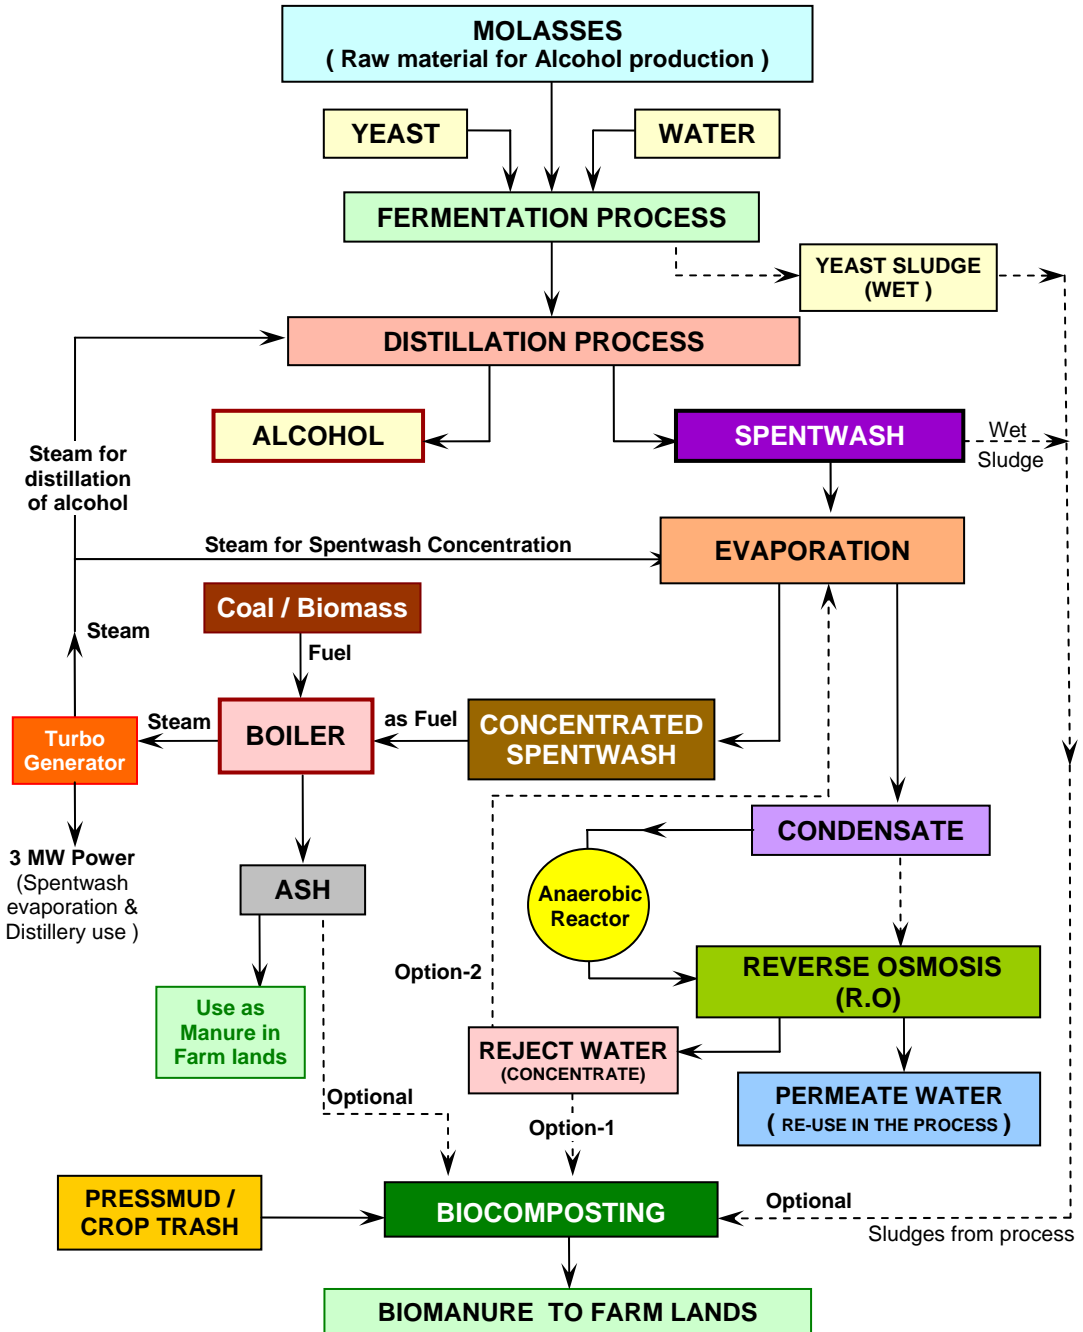 MOLASSES
( Raw material for Alcohol production )
YEAST
WATER
FERMENTATION PROCESS
YEAST SLUDGE
(WET )
DISTILLATION PROCESS
ALCOHOL
SPENTWASH
Wet
Sludge
Steam for
distillation
of alcohol
Steam for Spentwash Concentration
EVAPORATION
Coal / Biomass
Steam
Fuel
Turbo
Generator
Steam
BOILER
as Fuel
CONCENTRATED
SPENTWASH
CONDENSATE
3 MW Power
(Spentwash
evaporation &
Distillery use )
ASH
Anaerobic
Reactor
Option-2
REVERSE OSMOSIS
(R.O)
Use as
Manure in
Farm lands
REJECT WATER
(CONCENTRATE)
PERMEATE WATER
( RE-USE IN THE PROCESS )
Optional
Option-1
PRESSMUD /
CROP TRASH
BIOCOMPOSTING
Optional
Sludges from process
BIOMANURE TO FARM LANDS